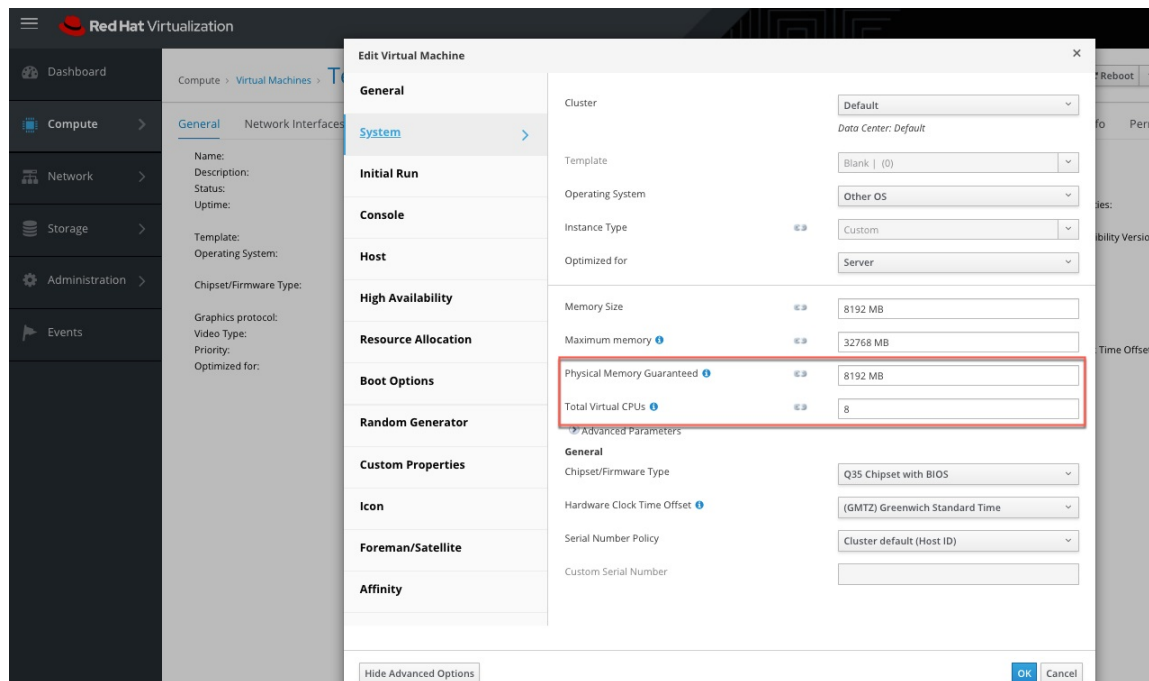 Red Hat Virtualization
Dashboard
Compute
Network
Storage
Administration
Events
Compute > Virtual Machines >
Reboot
General Network Interfaces
Name:
Description:
Status:
Uptime:
Template:
Operating System:
Chipset/Firmware Type:
Graphics protocol:
Video Type:
Priority:
Optimized for:
Edit Virtual Machine
General
System
Initial Run
Console
Host
High Availability
Resource Allocation
Boot Options
Random Generator
Custom Properties
Icon
Foreman/Satellite
Affinity
Cluster Default
Data Center: Default
Template Blank | (0)
Operating System Other OS
Instance Type Custom
Optimized for Server
Memory Size 8192 MB
Maximum memory 32768 MB
Physical Memory Guaranteed 8192 MB
Total Virtual CPUs 8
Advanced Parameters
General
Chipset/Firmware Type Q35 Chipset with BIOS
Hardware Clock Time Offset (GMTZ) Greenwich Standard Time
Serial Number Policy Cluster default (Host ID)
Custom Serial Number
Hide Advanced Options
OK Cancel
Time Offset